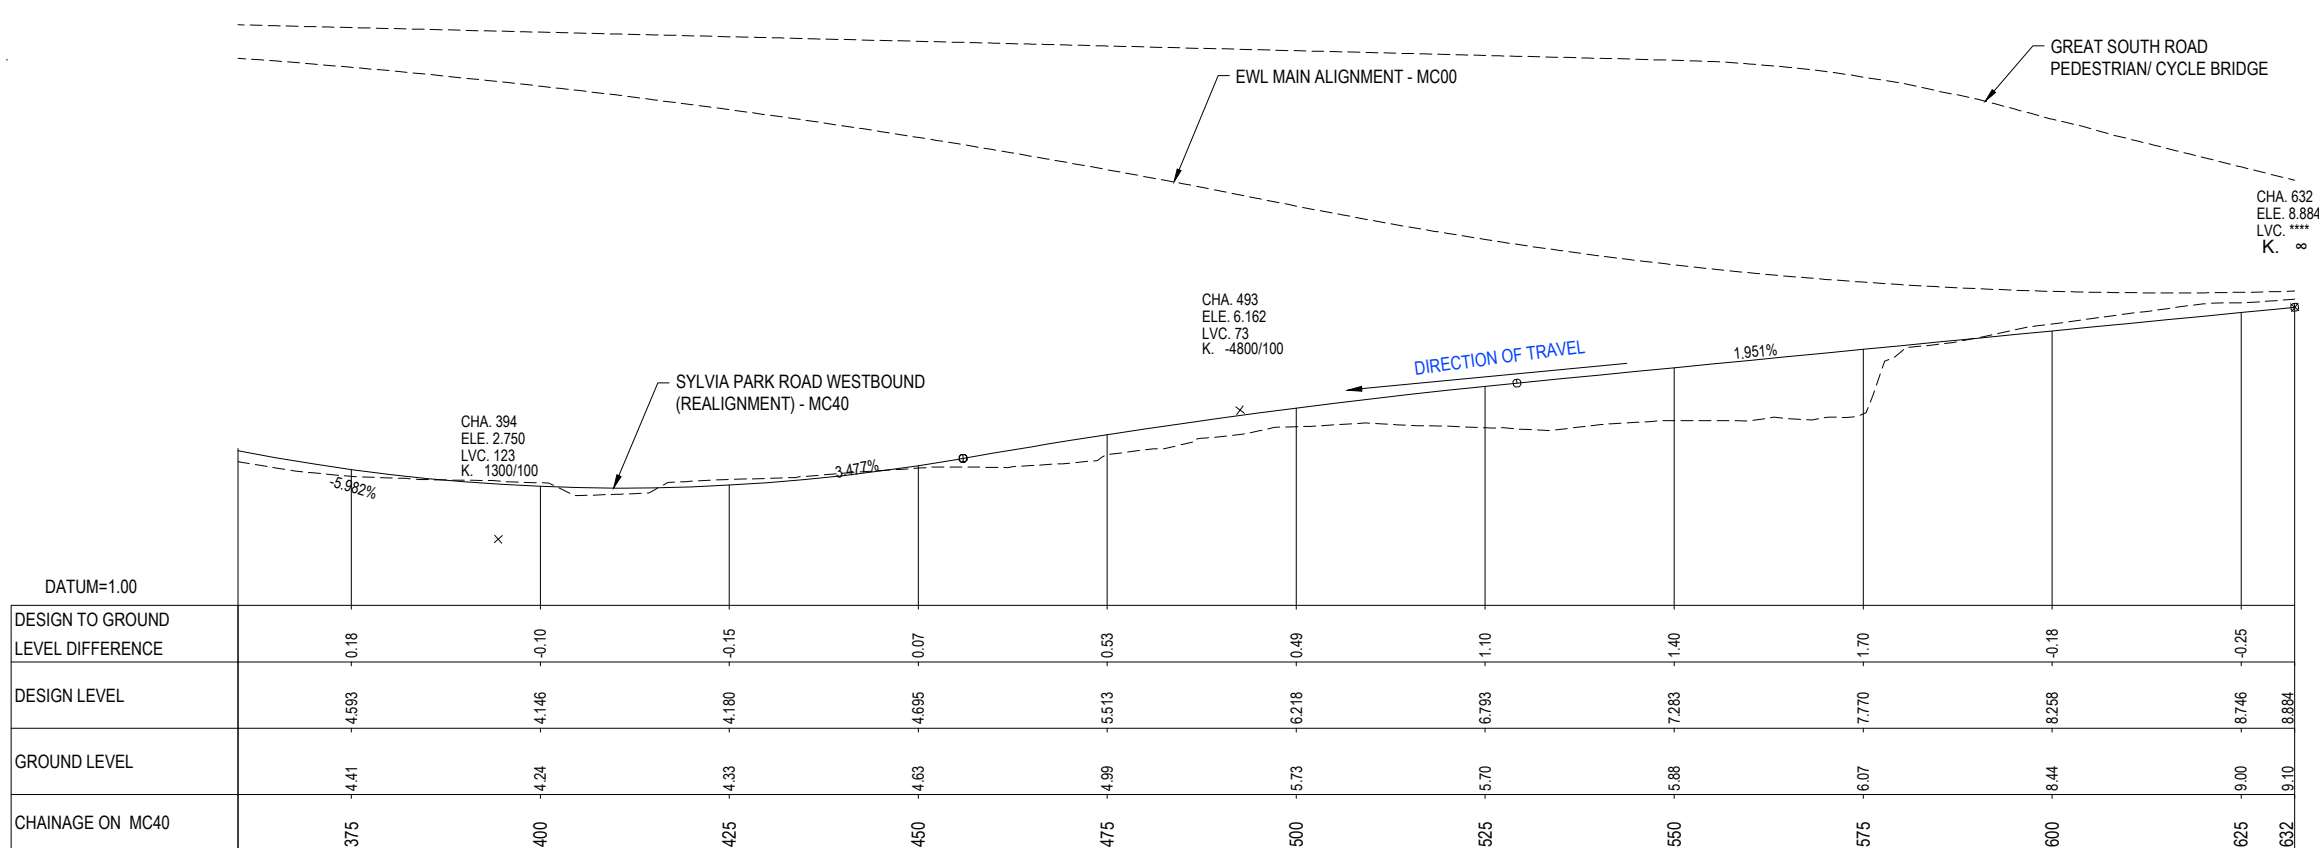 GREAT SOUTH ROAD
PEDESTRIAN/ CYCLE BRIDGE
EWL MAIN ALIGNMENT - MC00
CHA. 632
ELE. 8.884
LVC. ****
K. ∞
CHA. 493
ELE. 6.162
LVC. 73
K. -4800/100
DIRECTION OF TRAVEL
1.951%
SYLVIA PARK ROAD WESTBOUND
(REALIGNMENT) - MC40
CHA. 394
ELE. 2.750
LVC. 123
K. 1300/100
3.477%
-5.982%
DATUM=1.00
DESIGN TO GROUND
LEVEL DIFFERENCE
0.18 -0.10 -0.15 0.07 0.53 0.49 1.10 1.40 1.70 -0.18 -0.25
DESIGN LEVEL
4.593 4.146 4.180 4.695 5.513 6.218 6.793 7.283 7.770 8.258 8.746 8.884
GROUND LEVEL
4.41 4.24 4.33 4.63 4.99 5.73 5.70 5.88 6.07 8.44 9.00 9.10
CHAINAGE ON MC40
375 400 425 450 475 500 525 550 575 600 625 632